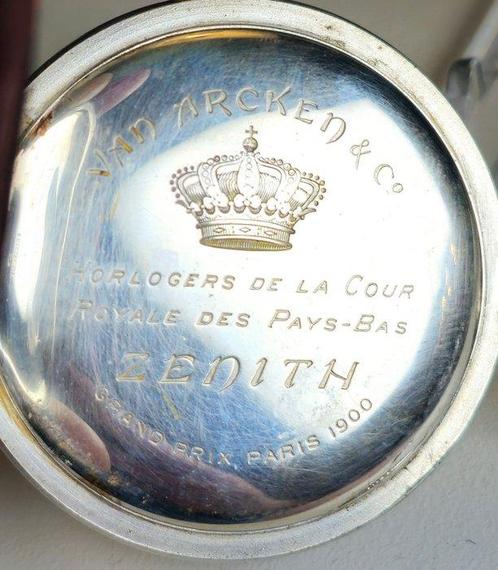 VAN ARCKEN & Co
HORLOGERS DE LA COUR
ROYALE DES PAYS-BAS
ZENITH
GRAND PRIX, PARIS 1900